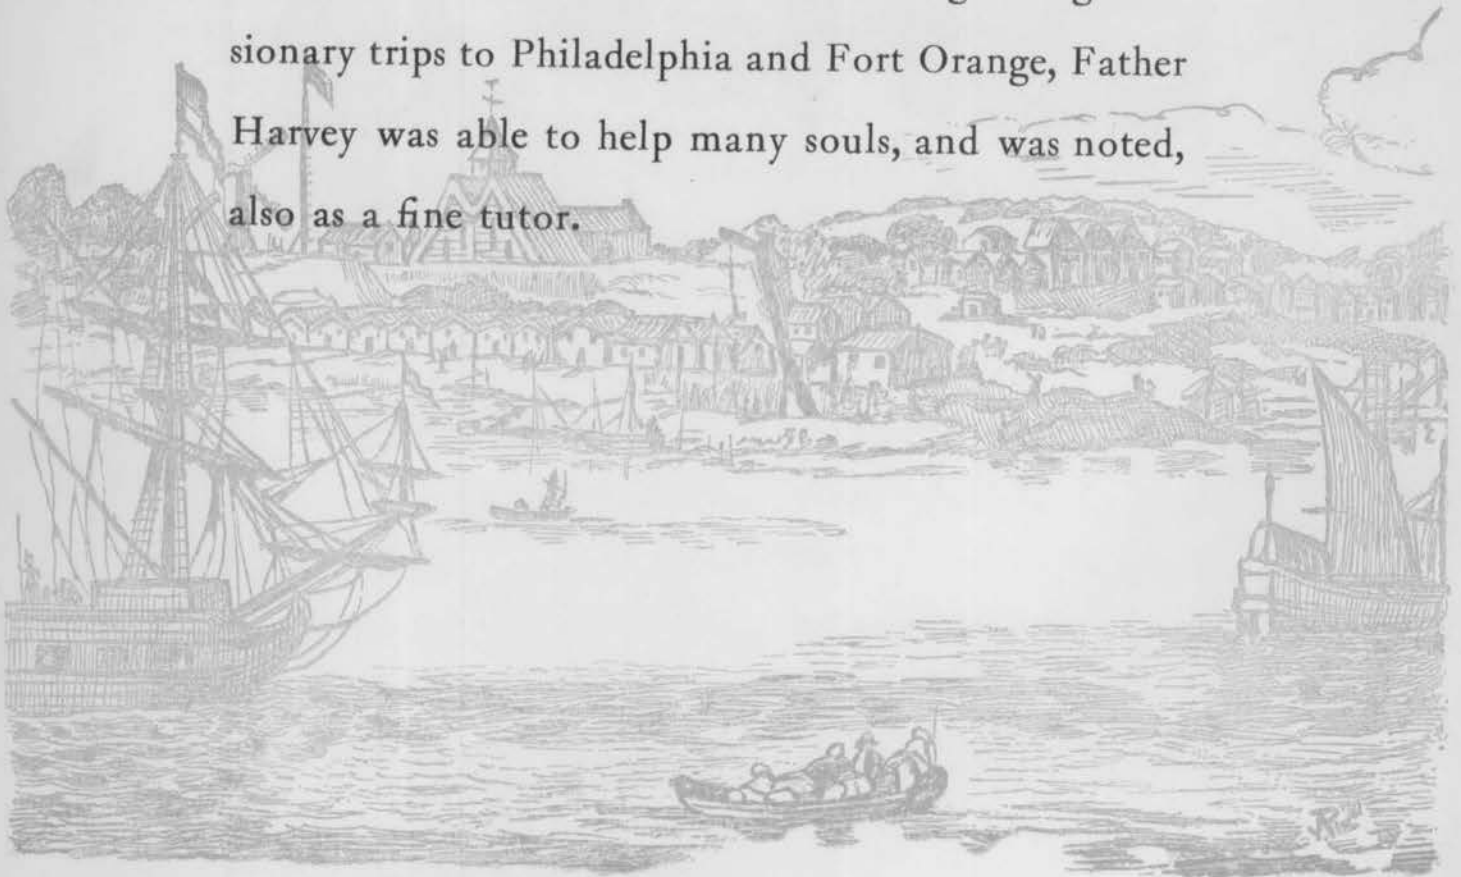 sionary trips to Philadelphia and Fort Orange, Father
Harvey was able to help many souls, and was noted,
also as a fine tutor.